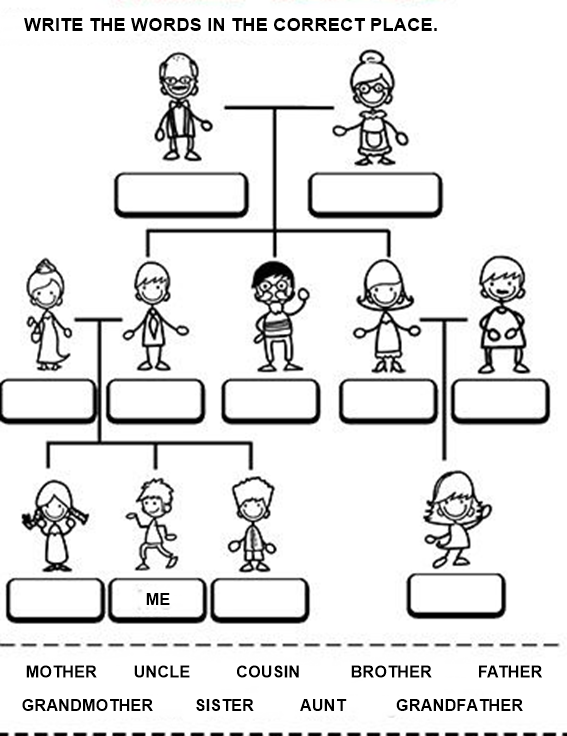 WRITE THE WORDS IN THE CORRECT PLACE.
ME
MOTHER UNCLE COUSIN BROTHER FATHER
GRANDMOTHER SISTER AUNT GRANDFATHER